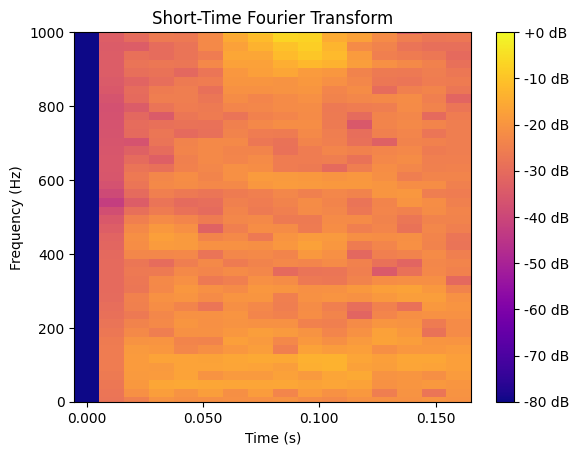 Short-Time Fourier Transform
Frequency (Hz)
1000
800
600
400
200
0
0.000
0.050
0.100
0.150
Time (s)
+0 dB
-10 dB
-20 dB
-30 dB
-40 dB
-50 dB
-60 dB
-70 dB
-80 dB